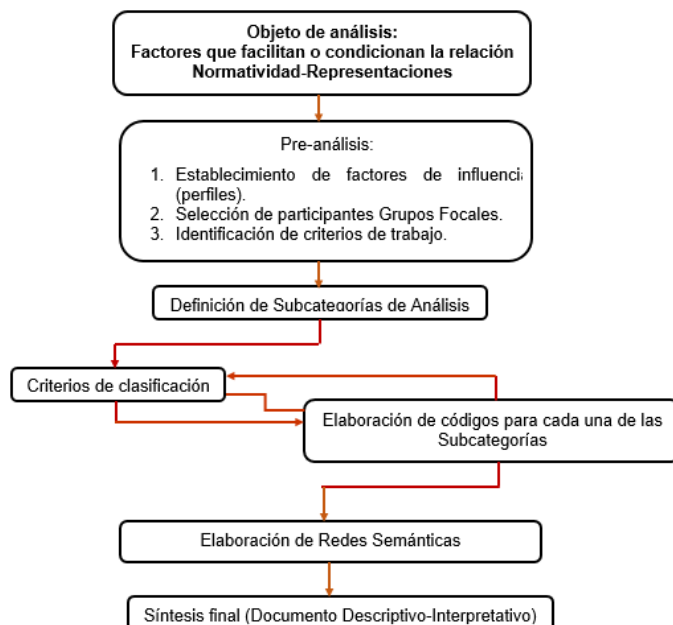 Objeto de análisis:
Factores que facilitan o condicionan la relación
Normatividad-Representaciones
Pre-análisis:
1. Establecimiento de factores de influenci
(perfiles).
2. Selección de participantes Grupos Focales.
3. Identificación de criterios de trabajo.
Definición de Subcategorías de Análisis
Criterios de clasificación
Elaboración de códigos para cada una de las
Subcategorías
Elaboración de Redes Semánticas
Síntesis final (Documento Descriptivo-Interpretativo)